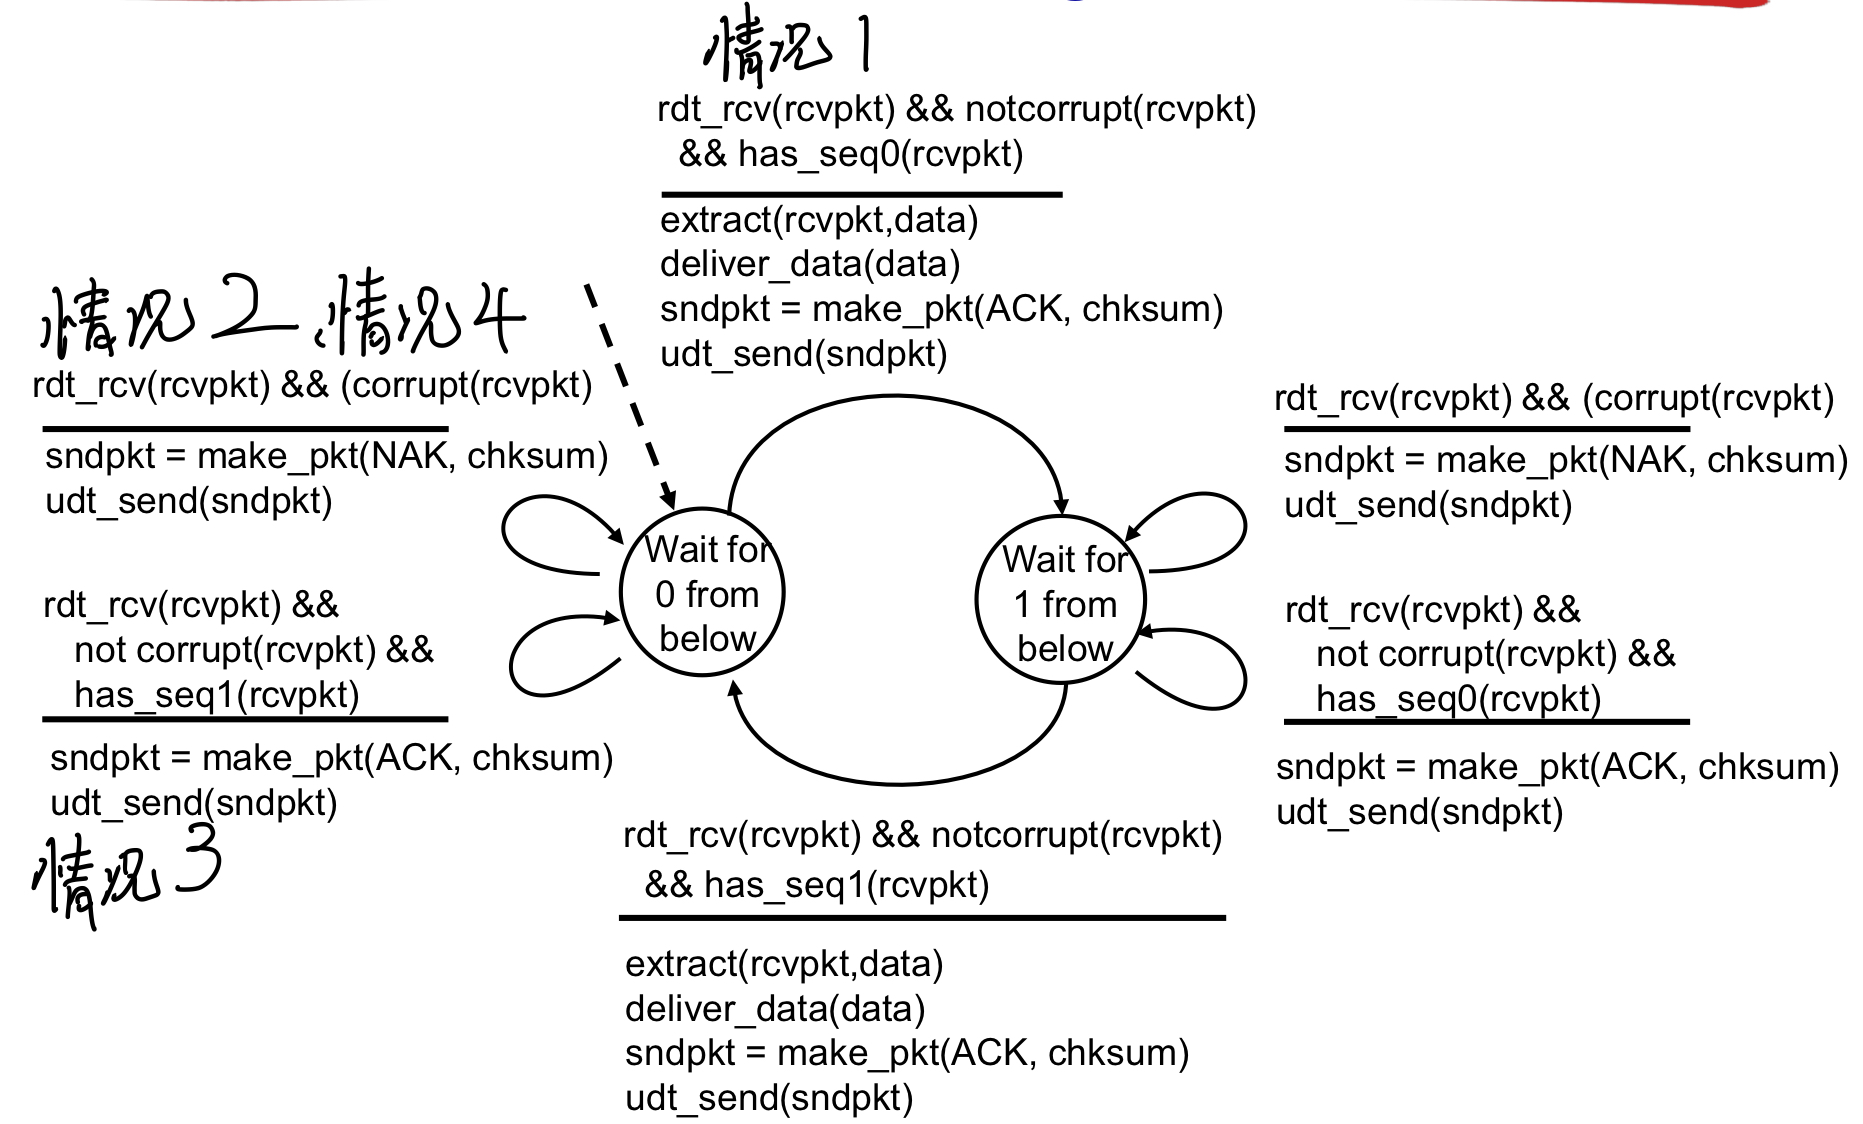 情况1
rdt_rcv(rcvpkt) && notcorrupt(rcvpkt)
&& has_seq0(rcvpkt)
extract(rcvpkt,data)
deliver_data(data)
sndpkt = make_pkt(ACK, chksum)
udt_send(sndpkt)
情况2、情况4
rdt_rcv(rcvpkt) && (corrupt(rcvpkt)
sndpkt = make_pkt(NAK, chksum)
udt_send(sndpkt)
rdt_rcv(rcvpkt) &&
not corrupt(rcvpkt) &&
has_seq1(rcvpkt)
sndpkt = make_pkt(ACK, chksum)
udt_send(sndpkt)
情况3
Wait for
0 from
below
Wait for
1 from
below
rdt_rcv(rcvpkt) && (corrupt(rcvpkt)
sndpkt = make_pkt(NAK, chksum)
udt_send(sndpkt)
rdt_rcv(rcvpkt) &&
not corrupt(rcvpkt) &&
has_seq0(rcvpkt)
sndpkt = make_pkt(ACK, chksum)
udt_send(sndpkt)
rdt_rcv(rcvpkt) && notcorrupt(rcvpkt)
&& has_seq1(rcvpkt)
extract(rcvpkt,data)
deliver_data(data)
sndpkt = make_pkt(ACK, chksum)
udt_send(sndpkt)